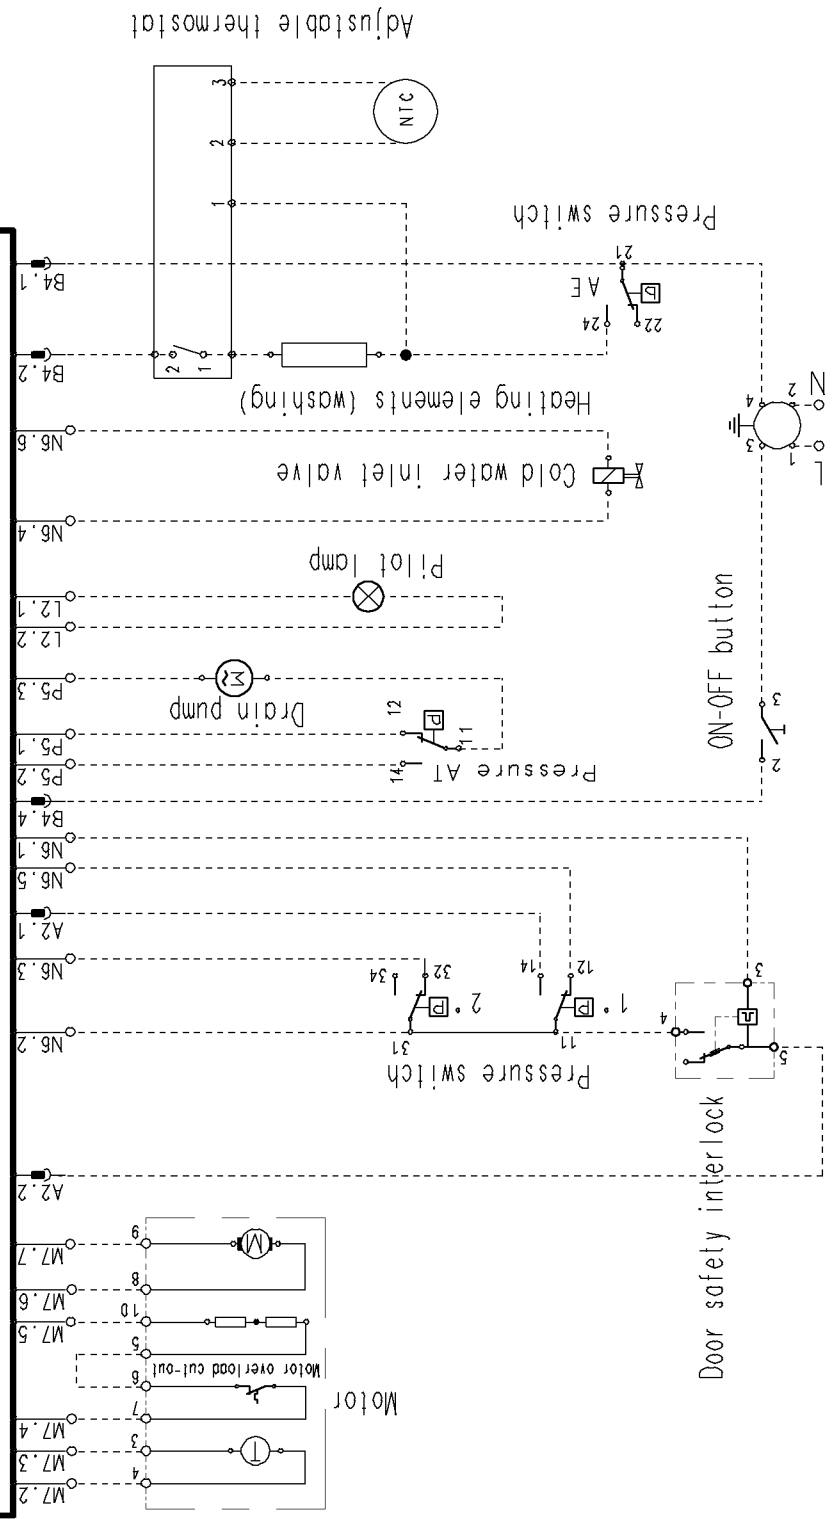 Adjustable thermostat
3
NTC
2
1
Pressure switch
B4.1
21
AE
P
24
22
B4.2
2
1
N
2
4
Heating elements (washing)
N6.6
3
1
L
Cold water inlet valve
N6.4
Pilot lamp
L2.1
L2.2
ON-OFF button
P5.3
M
~
Drain pump
12
P
11
3
P5.1
P5.2
14
Pressure AT
2
B4.4
N6.1
N6.5
A2.1
N6.3
34
32
14
12
3
P
2°
P
1°
4
N6.2
31
11
5
Pressure switch
Door safety interlock
A2.2
9
M7.7
M
8
M7.6
10
M7.5
5
Motor overload cut-out
6
Motor
7
M7.4
3
M7.3
T
4
M7.2